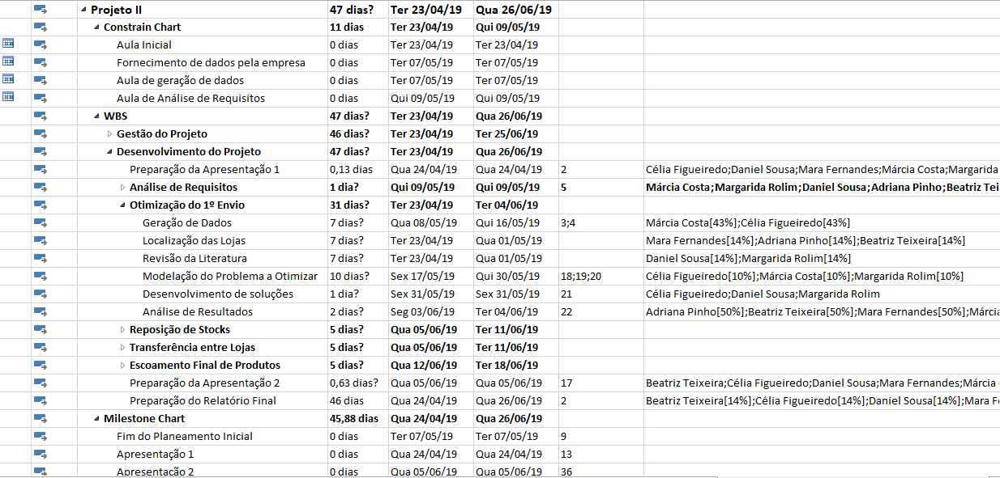 Projeto II 47 dias? Ter 23/04/19 Qua 26/06/19
Constrain Chart 11 dias Ter 23/04/19 Qui 09/05/19
Aula Inicial 0 dias Ter 23/04/19 Ter 23/04/19
Fornecimento de dados pela empresa 0 dias Ter 07/05/19 Ter 07/05/19
Aula de geração de dados 0 dias Ter 07/05/19 Ter 07/05/19
Aula de Análise de Requisitos 0 dias Qui 09/05/19 Qui 09/05/19
WBS 47 dias? Ter 23/04/19 Qua 26/06/19
Gestão do Projeto 46 dias? Ter 23/04/19 Ter 25/06/19
Desenvolvimento do Projeto 47 dias? Ter 23/04/19 Qua 26/06/19
Preparação da Apresentação 1 0,13 dias Qua 24/04/19 Qua 24/04/19 2 Célia Figueiredo;Daniel Sousa;Mara Fernandes;Márcia Costa;Margarida
Análise de Requisitos 1 dia? Qui 09/05/19 Qui 09/05/19 5 Márcia Costa;Margarida Rolim;Daniel Sousa;Adriana Pinho;Beatriz Tei
Otimização do 1º Envio 31 dias? Ter 23/04/19 Ter 04/06/19
Geração de Dados 7 dias? Qua 08/05/19 Qui 16/05/19 3;4 Márcia Costa[43%];Célia Figueiredo[43%]
Localização das Lojas 7 dias? Ter 23/04/19 Qua 01/05/19 Mara Fernandes[14%];Adriana Pinho[14%];Beatriz Teixeira[14%]
Revisão da Literatura 7 dias? Ter 23/04/19 Qua 01/05/19 Daniel Sousa[14%];Margarida Rolim[14%]
Modelação do Problema a Otimizar 10 dias? Sex 17/05/19 Qui 30/05/19 18;19;20 Célia Figueiredo[10%];Márcia Costa[10%];Margarida Rolim[10%]
Desenvolvimento de soluções 1 dia? Sex 31/05/19 Sex 31/05/19 21 Célia Figueiredo;Daniel Sousa;Margarida Rolim
Análise de Resultados 2 dias? Seg 03/06/19 Ter 04/06/19 22 Adriana Pinho[50%];Beatriz Teixeira[50%];Mara Fernandes[50%];Márci
Reposição de Stocks 5 dias? Qua 05/06/19 Ter 11/06/19
Transferência entre Lojas 5 dias? Qua 05/06/19 Ter 11/06/19
Escoamento Final de Produtos 5 dias? Qua 12/06/19 Ter 18/06/19
Preparação da Apresentação 2 0,63 dias? Qua 05/06/19 Qua 05/06/19 17 Beatriz Teixeira;Célia Figueiredo;Daniel Sousa;Mara Fernandes;Márcia
Preparação do Relatório Final 46 dias Qua 24/04/19 Qua 26/06/19 2 Beatriz Teixeira[14%];Célia Figueiredo[14%];Daniel Sousa[14%];Mara F
Milestone Chart 45,88 dias Qua 24/04/19 Qua 26/06/19
Fim do Planeamento Inicial 0 dias Ter 07/05/19 Ter 07/05/19 9
Apresentação 1 0 dias Qua 24/04/19 Qua 24/04/19 13
Apresentação 2 0 dias Qua 05/06/19 Qua 05/06/19 36